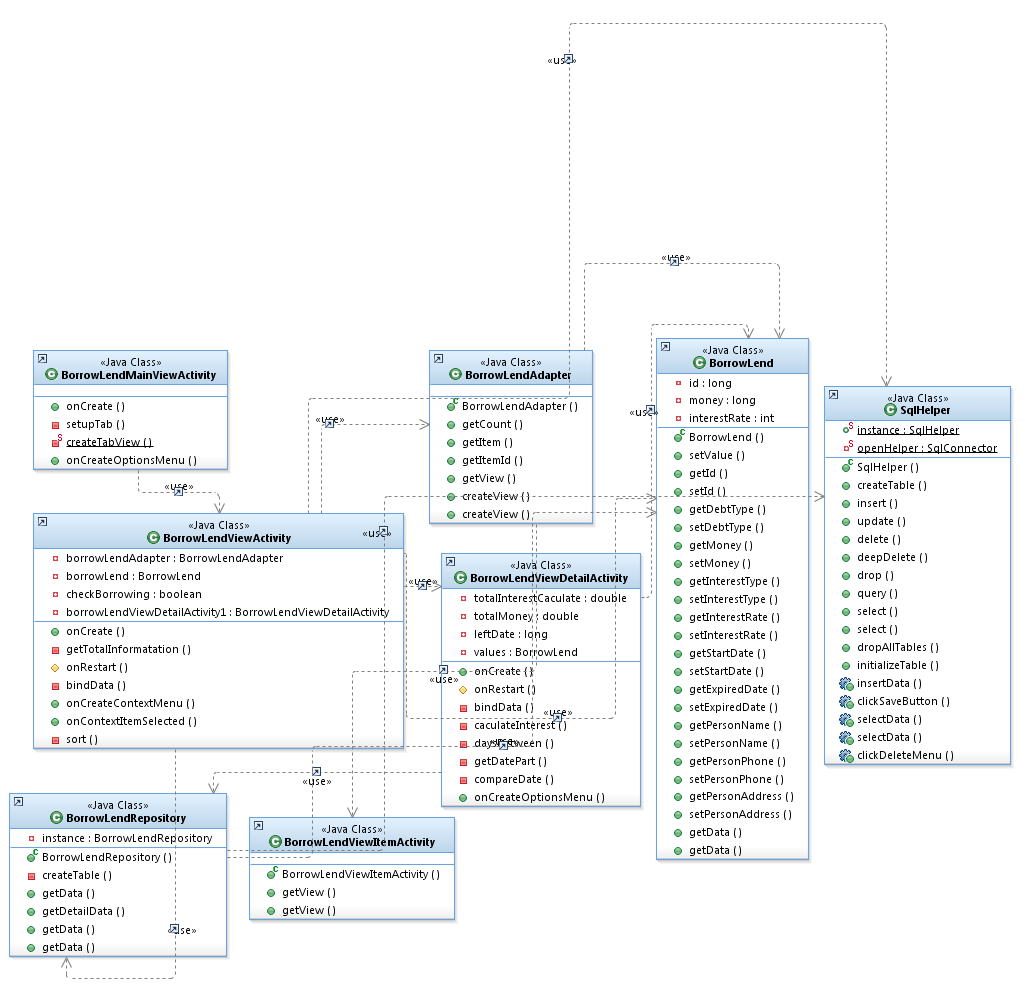 «use»
«use»
«Java Class»
BorrowLendMainViewActivity
onCreate ( )
setupTab ( )
createTabView ( )
onCreateOptionsMenu ( )
«use»
«use»
«Java Class»
BorrowLendAdapter
BorrowLendAdapter ( )
getCount ( )
getItem ( )
getItemId ( )
getView ( )
createView ( )
createView ( )
«use»
«Java Class»
BorrowLend
id : long
money : long
interestRate : int
BorrowLend ( )
setValue ( )
getId ( )
setId ( )
getDebtType ( )
setDebtType ( )
getMoney ( )
setMoney ( )
getInterestType ( )
setInterestType ( )
getInterestRate ( )
setInterestRate ( )
getStartDate ( )
setStartDate ( )
getExpiredDate ( )
setExpiredDate ( )
getPersonName ( )
setPersonName ( )
getPersonPhone ( )
setPersonPhone ( )
getPersonAddress ( )
setPersonAddress ( )
getData ( )
getData ( )
«Java Class»
SqlHelper
instance : SqlHelper
openHelper : SqlConnector
SqlHelper ( )
createTable ( )
insert ( )
update ( )
delete ( )
deepDelete ( )
drop ( )
query ( )
select ( )
select ( )
dropAllTables ( )
initializeTable ( )
insertData ( )
clickSaveButton ( )
selectData ( )
selectData ( )
clickDeleteMenu ( )
«Java Class»
BorrowLendViewActivity
«use»
borrowLendAdapter : BorrowLendAdapter
borrowLend : BorrowLend
checkBorrowing : boolean
borrowLendViewDetailActivity1 : BorrowLendViewDetailActivity
onCreate ( )
getTotalInformatation ( )
onRestart ( )
bindData ( )
onCreateContextMenu ( )
onContextItemSelected ( )
sort ( )
«use»
«Java Class»
BorrowLendViewDetailActivity
totalInterestCaculate : double
totalMoney : double
leftDate : long
values : BorrowLend
onCreate ( )
onRestart ( )
bindData ( )
caculateInterest ( )
daysBetween ( )
getDatePart ( )
compareDate ( )
onCreateOptionsMenu ( )
«use»
«use»
«use»
«use»
«Java Class»
BorrowLendRepository
instance : BorrowLendRepository
BorrowLendRepository ( )
createTable ( )
getData ( )
getDetailData ( )
getData ( )
getData ( )
«use»
«Java Class»
BorrowLendViewItemActivity
BorrowLendViewItemActivity ( )
getView ( )
getView ( )